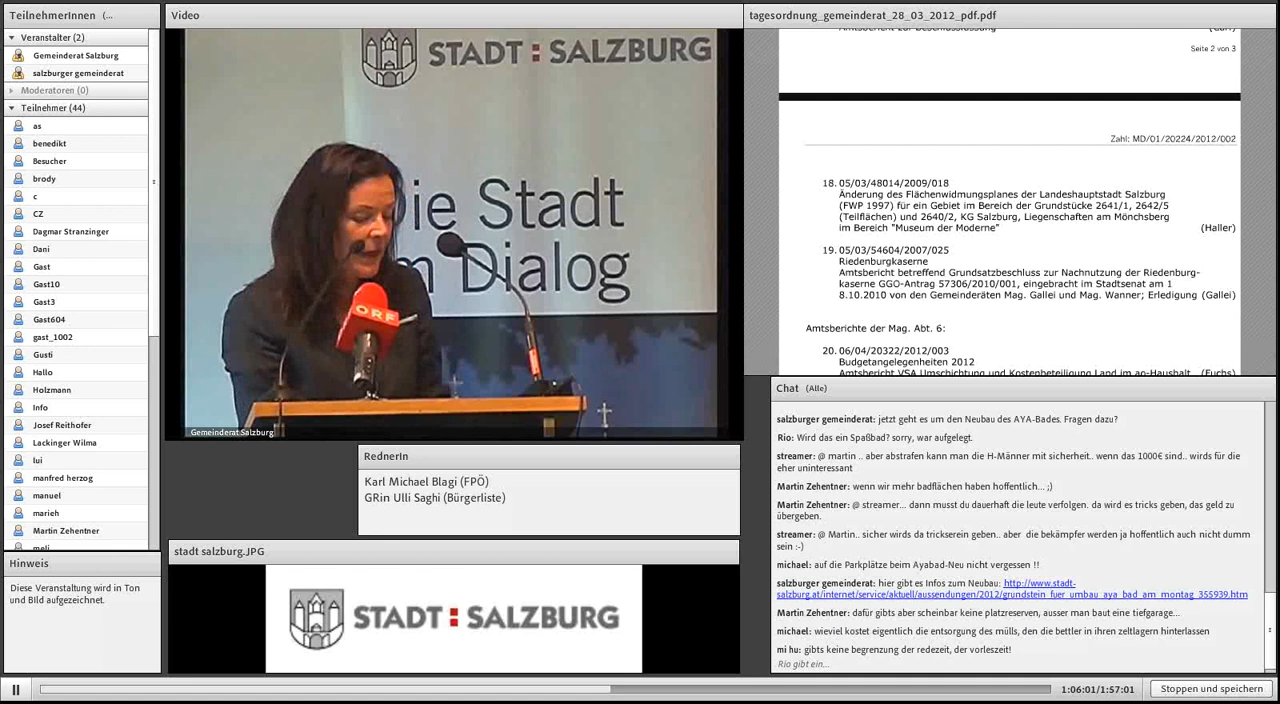 TeilnehmerInnen (...
Veranstalter (2)
Gemeinderat Salzburg
salzburger gemeinderat
Moderatoren (0)
Teilnehmer (44)
as
benedikt
Besucher
brody
c
CZ
Dagmar Stranzinger
Dani
Gast
Gast10
Gast3
Gast604
gast_1002
Gusti
Hallo
Holzmann
Info
Josef Reithofer
Lackinger Wilma
lui
manfred herzog
manuel
marieh
Martin Zehentner
meli
Hinweis
Diese Veranstaltung wird in Ton
und BIld aufgezeichnet.
Video
STADT : SALZBURG
ie Stadt
m Dialog
ORF
Gemeinderat Salzburg
RednerIn
Karl Michael Blagi (FPÖ)
GRin Ulli Saghi (Bürgerliste)
stadt salzburg.JPG
STADT : SALZBURG
tagesordnung_gemeinderat_28_03_2012_pdf.pdf
Amtsbericht zur Beschlussfassung
Seite 2 von 3
Zahl: MD/01/20224/2012/002
18. 05/03/48014/2009/018
Änderung des Flächenwidmungsplanes der Landeshauptstadt Salzburg
(FWP 1997) für ein Gebiet im Bereich der Grundstücke 2641/1, 2642/5
(Teilflächen) und 2640/2, KG Salzburg, Liegenschaften am Mönchsberg
im Bereich "Museum der Moderne" (Haller)
19. 05/03/54604/2007/025
Riedenburgkaserne
Amtsbericht betreffend Grundsatzbeschluss zur Nachnutzung der Riedenburg-
kaserne GGO-Antrag 57306/2010/001, eingebracht im Stadtsenat am 1
8.10.2010 von den Gemeinderäten Mag. Gallei und Mag. Wanner; Erledigung (Gallei)
Amtsberichte der Mag. Abt. 6:
20. 06/04/20322/2012/003
Budgetangelegenheiten 2012
Amtsbericht VSA Umschichtung und Kostenbeteiligung Land im ao-Haushalt (Fuchs)
Chat (Alle)
salzburger gemeinderat: jetzt geht es um den Neubau des AYA-Bades. Fragen dazu?
Rio: Wird das ein Spaßbad? sorry, war aufgelegt.
streamer: @ martin .. aber abstrafen kann man die H-Männer mit sicherheit.. wenn das 1000€ sind.. wirds für die
eher uninteressant
Martin Zehentner: wenn wir mehr badflächen haben hoffentlich... ;)
Martin Zehentner: @ streamer... dann musst du dauerhaft die leute verfolgen. da wird es tricks geben, das geld zu
übergeben.
streamer: @ Martin.. sicher wirds da trickserein geben.. aber die bekämpfer werden ja hoffentlich auch nicht dumm
sein :-)
michael: auf die Parkplätze beim Ayabad-Neu nicht vergessen !!
salzburger gemeinderat: hier gibt es Infos zum Neubau: http://www.stadt-
salzburg.at/internet/service/aktuell/aussendungen/2012/grundstein_fuer_umbau_aya_bad_am_montag_355939.htm
Martin Zehentner: dafür gibts aber scheinbar keine platzreserven, ausser man baut eine tiefgarage...
michael: wieviel kostet eigentlich die entsorgung des mülls, den die bettler in ihren zeltlagern hinterlassen
mi hu: gibts keine begrenzung der redezeit, der vorleszeit!
Rio gibt ein...
1:06:01/1:57:01
Stoppen und speichern